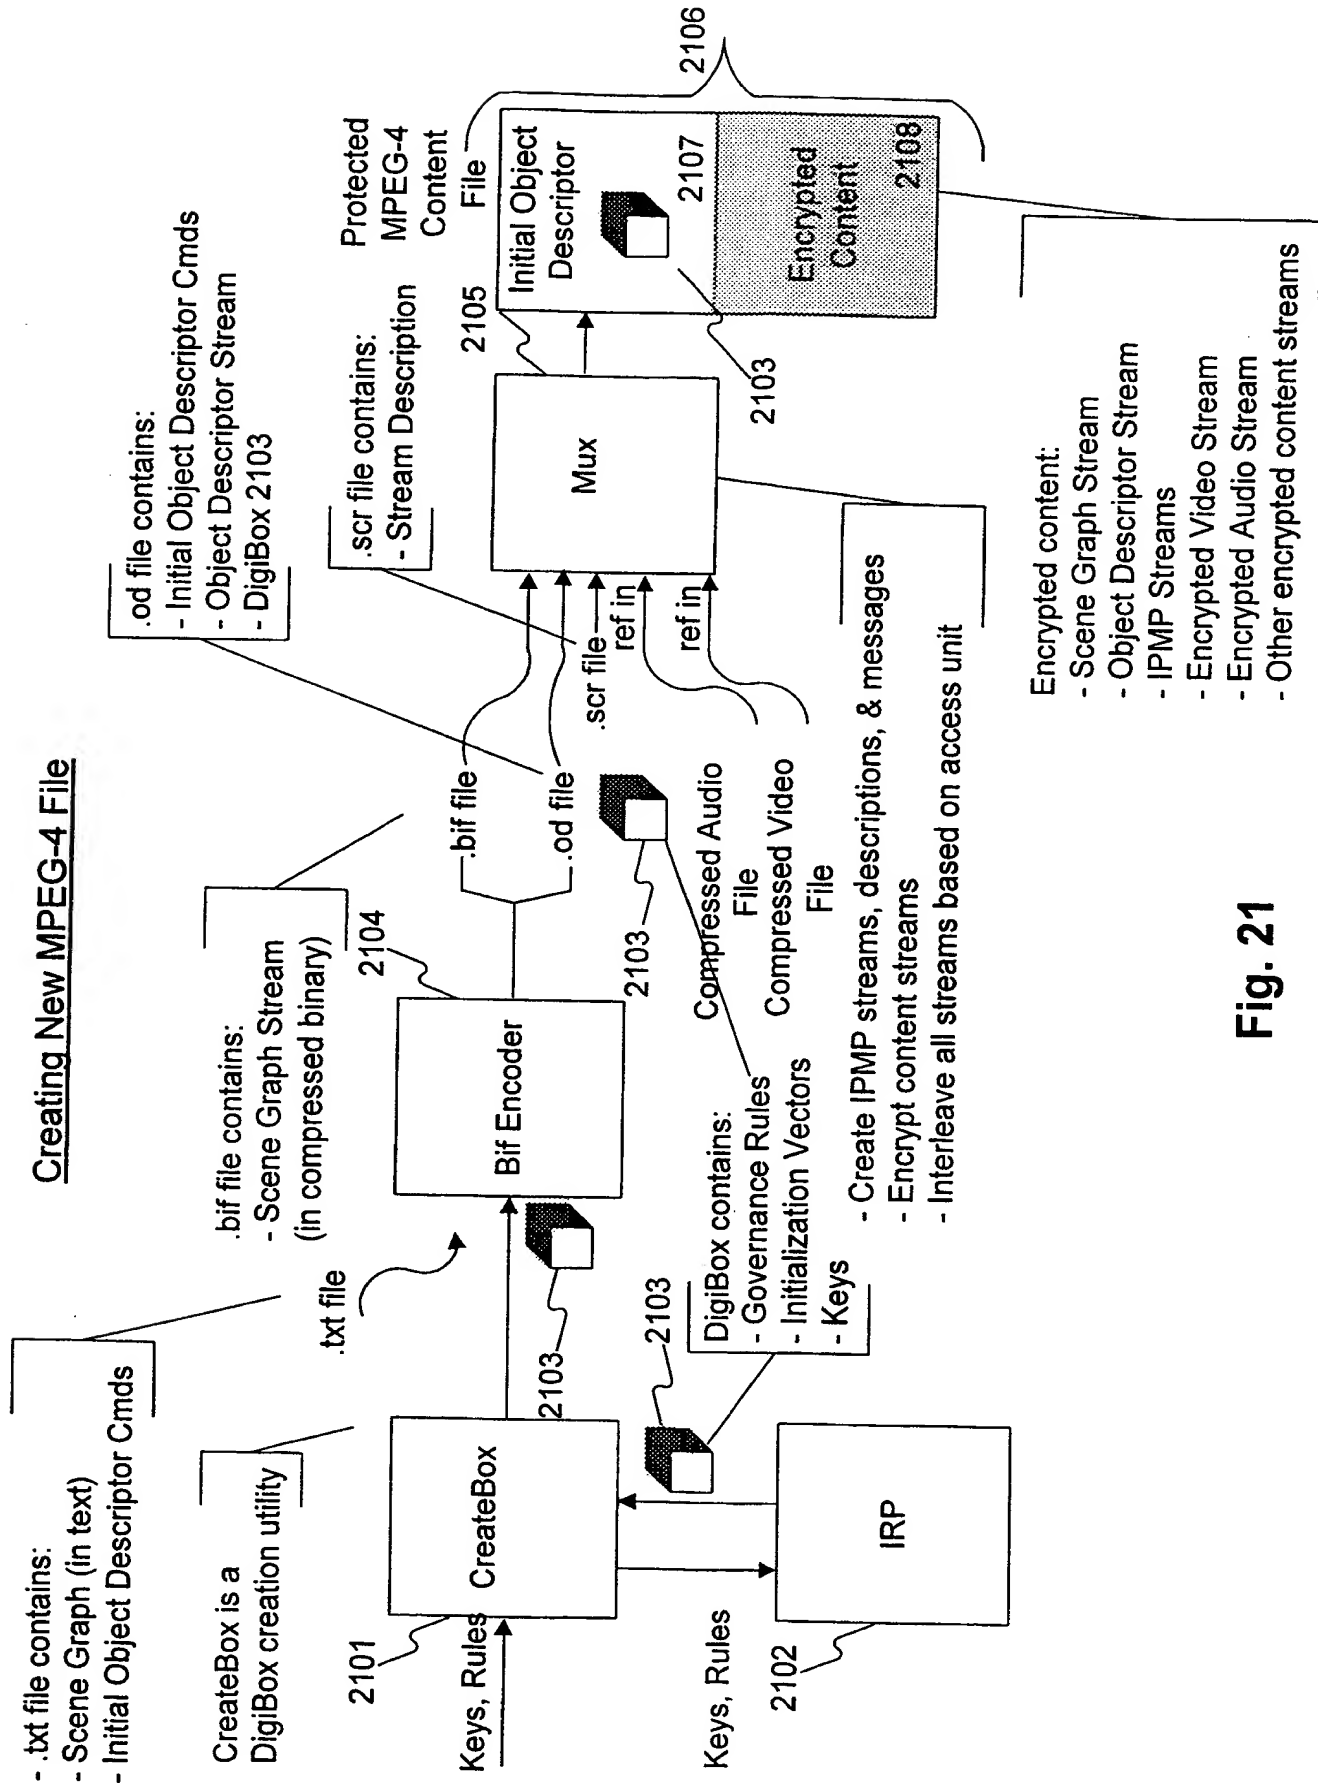 Creating New MPEG-4 File
- .txt file contains:
- Scene Graph (in text)
- Initial Object Descriptor Cmds
CreateBox is a
DigiBox creation utility
.bif file contains:
- Scene Graph Stream
(in compressed binary)
.od file contains:
- Initial Object Descriptor Cmds
- Object Descriptor Stream
- DigiBox 2103
.scr file contains:
- Stream Description
Protected
MPEG-4
Content
File
2106
.txt file
2104
2105
2101
Keys, Rules
CreateBox
2103
Bif Encoder
.bif file
.od file
2103
.scr file
ref in
ref in
Mux
Initial Object
Descriptor
2107
Encrypted
Content
2108
2103
Compressed Audio
File
Compressed Video
File
Keys, Rules
2103
2102
IRP
DigiBox contains:
- Governance Rules
- Initialization Vectors
- Keys
- Create IPMP streams, descriptions, & messages
- Encrypt content streams
- Interleave all streams based on access unit
Encrypted content:
- Scene Graph Stream
- Object Descriptor Stream
- IPMP Streams
- Encrypted Video Stream
- Encrypted Audio Stream
- Other encrypted content streams
Fig. 21